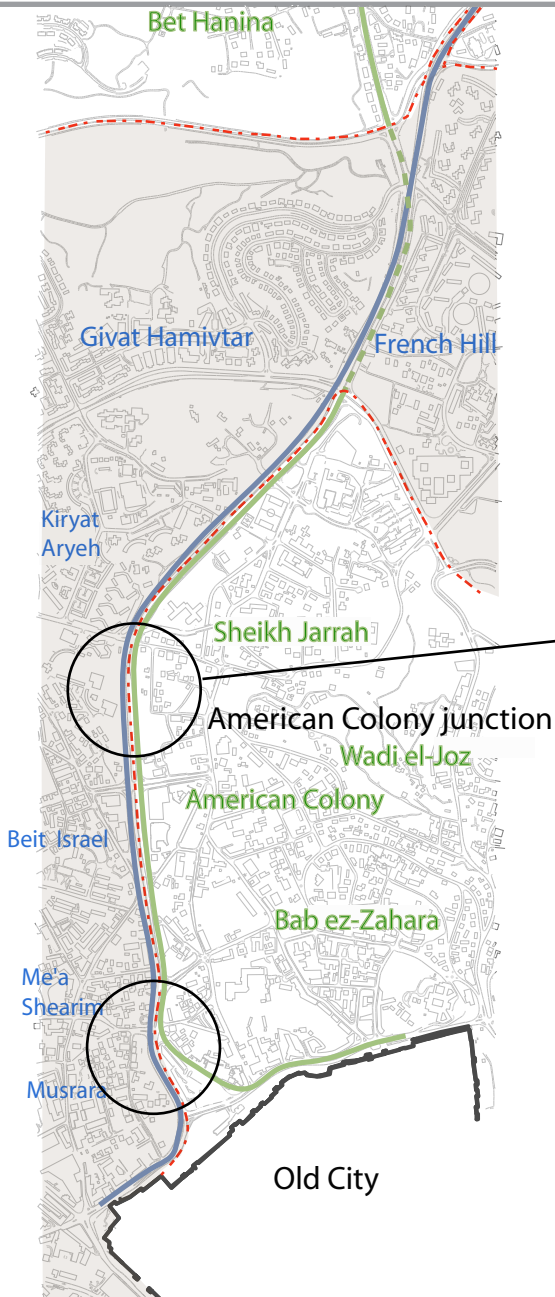 Bet Hanina
Givat Hamivtar
French Hill
Kiryat
Aryeh
Sheikh Jarrah
American Colony junction
Wadi el-Joz
American Colony
Beit Israel
Bab ez-Zahara
Me'a
Shearim
Musrara
Old City